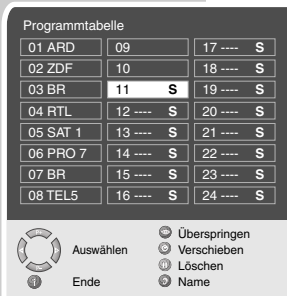 Programmtabelle
01 ARD 09 17 ---- S
02 ZDF 10 18 ---- S
03 BR 11 S 19 ---- S
04 RTL 12 ---- S 20 ---- S
05 SAT 1 13 ---- S 21 ---- S
06 PRO 7 14 ---- S 22 ---- S
07 BR 15 ---- S 23 ---- S
08 TEL5 16 ---- S 24 ---- S
Auswählen
Überspringen
Verschieben
Löschen
Ende
Name